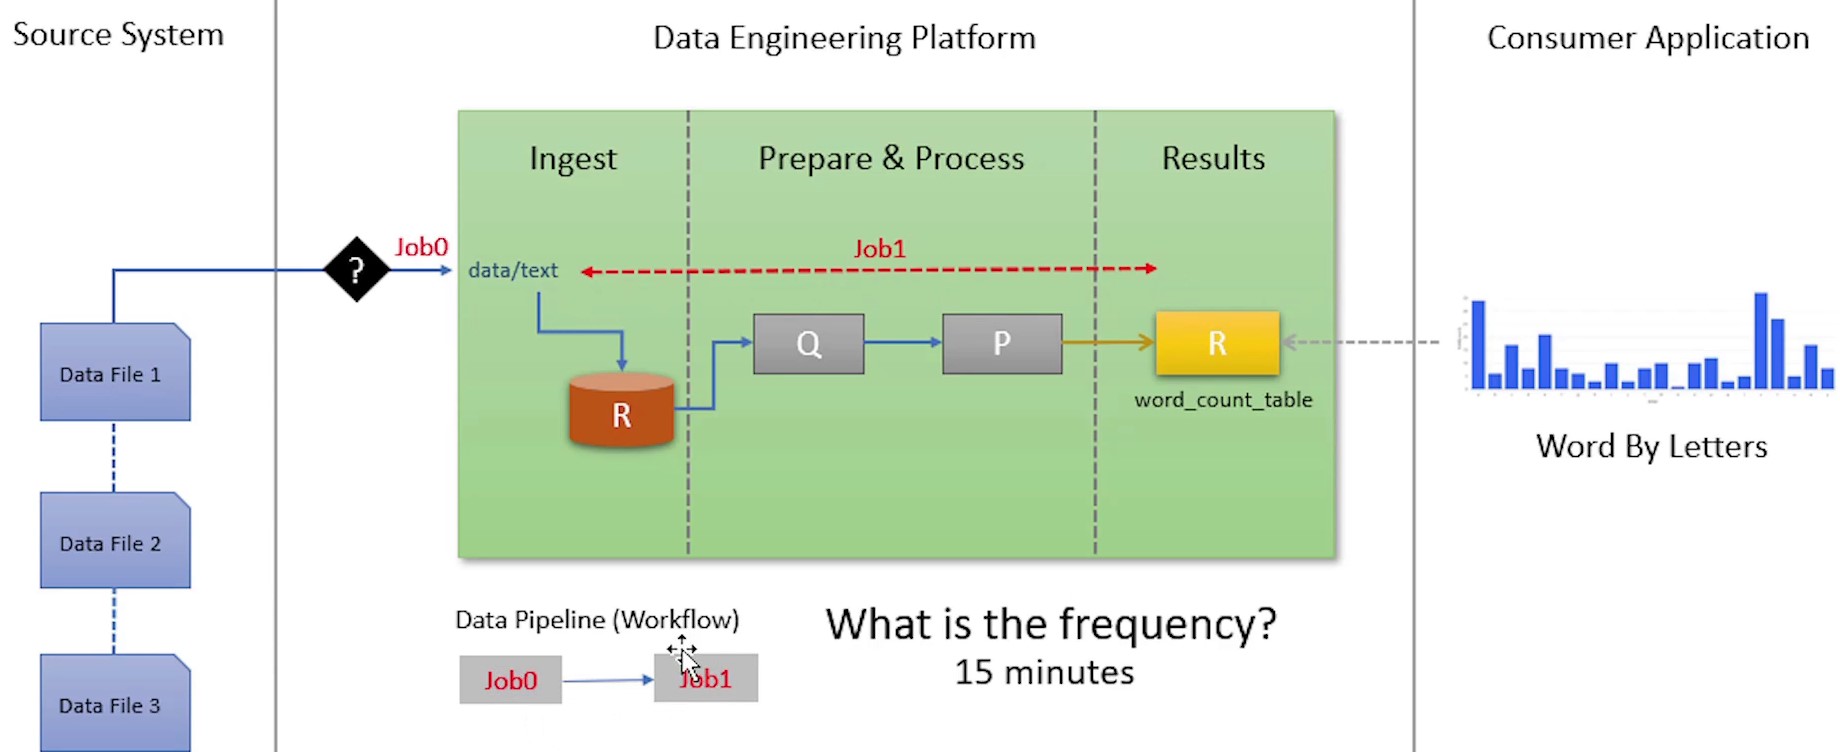 Source System
Data Engineering Platform
Consumer Application
Ingest
Prepare & Process
Results
?
Job0
data/text
Job1
Q
P
R
R
word_count_table
Data File 1
Data File 2
Data File 3
Word By Letters
Data Pipeline (Workflow)
Job0
Job1
What is the frequency?
15 minutes